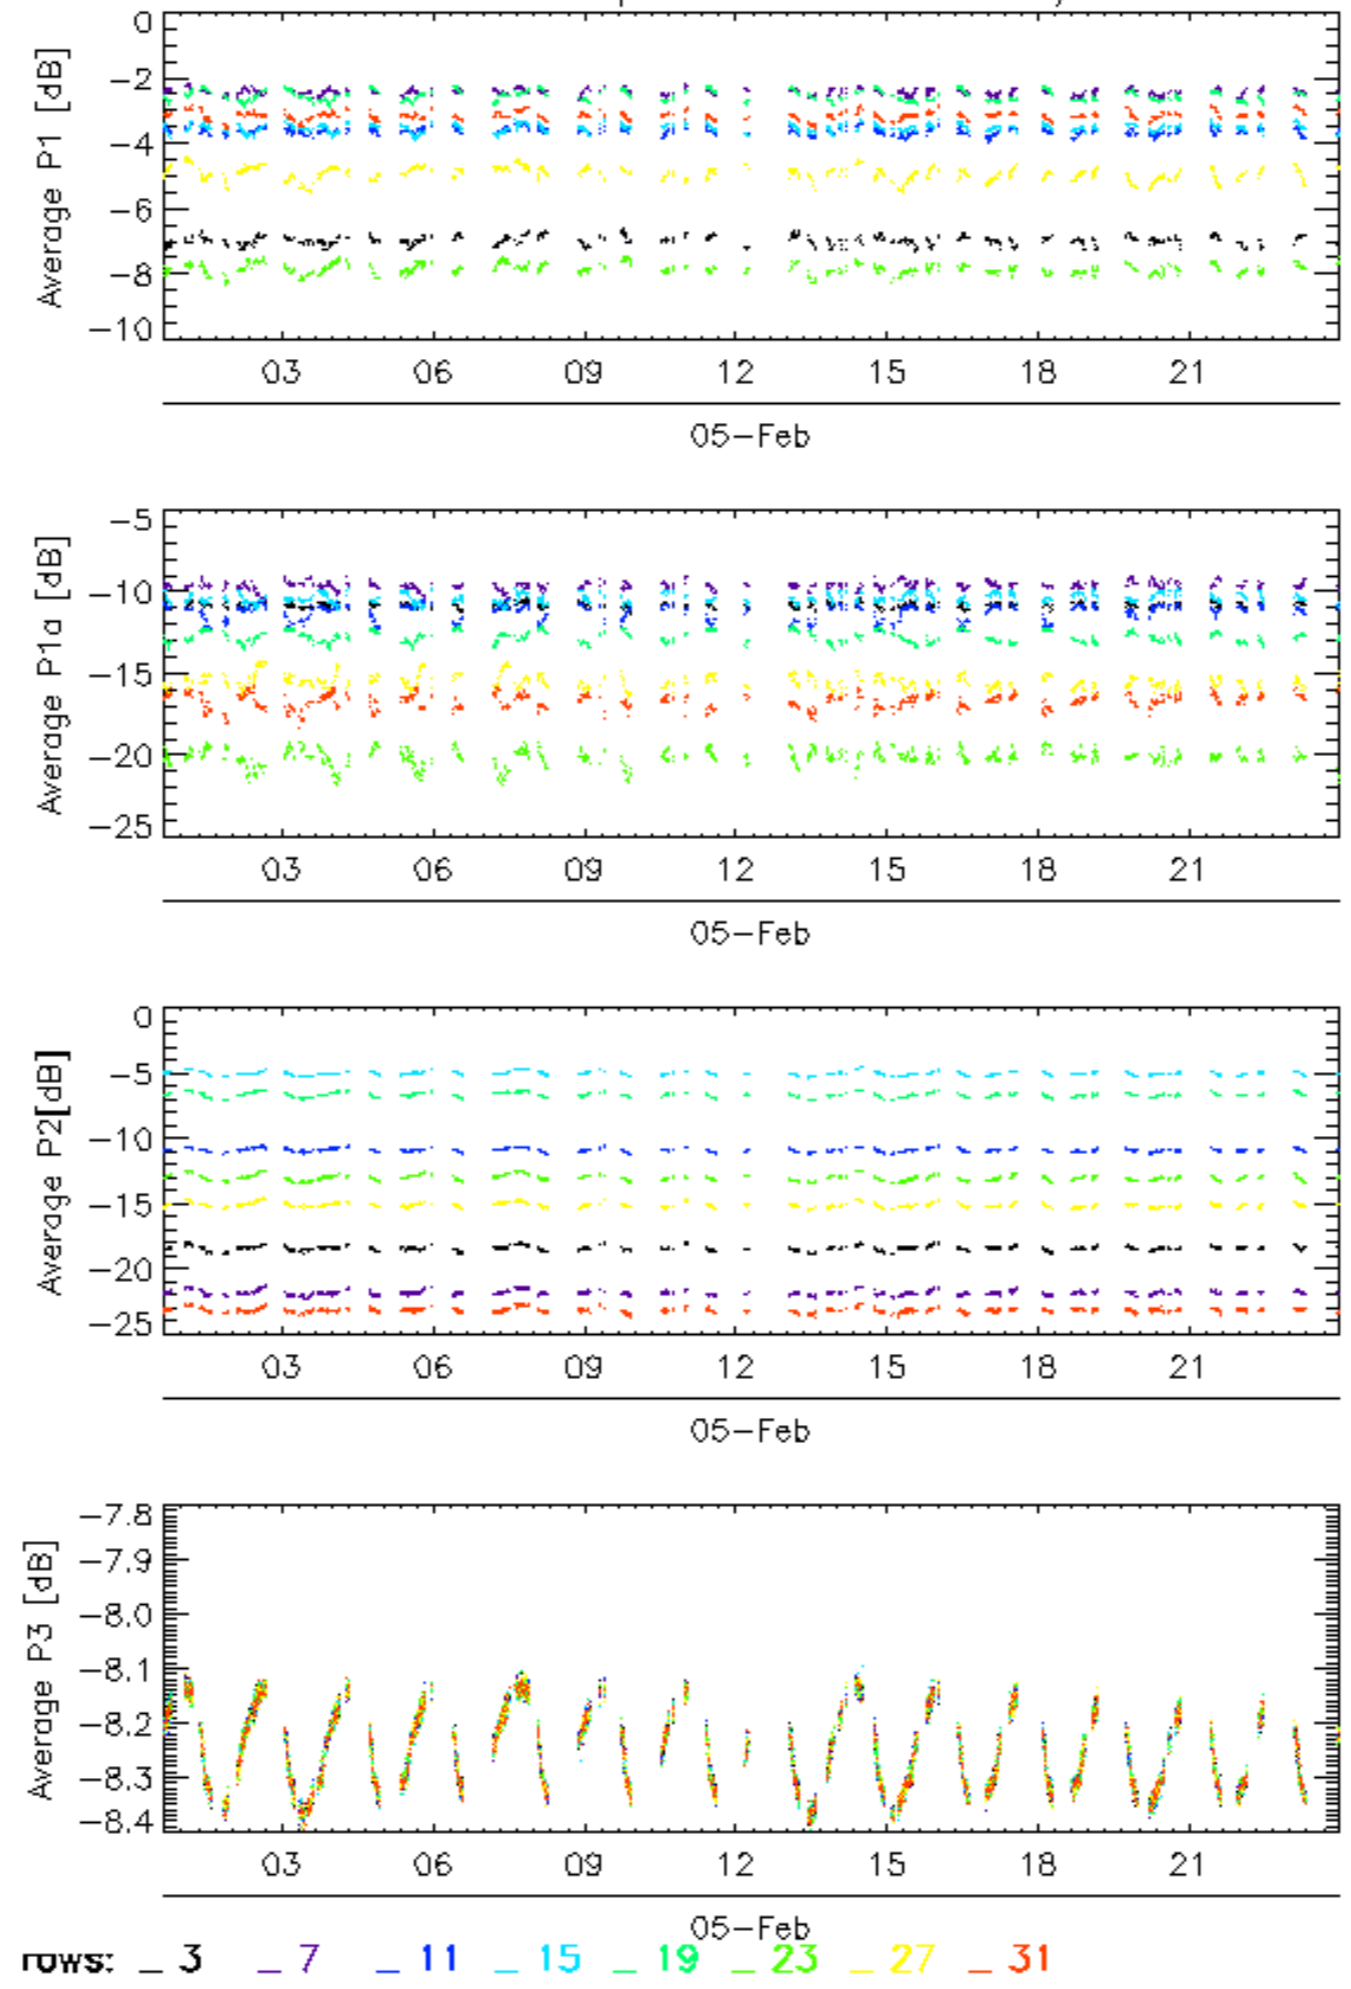 Average P1 [dB]
0
−2
−4
−6
−8
−10
03 06 09 12 15 18 21
05−Feb
Average P1a [dB]
−5
−10
−15
−20
−25
03 06 09 12 15 18 21
05−Feb
Average P2[dB]
0
−5
−10
−15
−20
−25
03 06 09 12 15 18 21
05−Feb
Average P3 [dB]
−7.8
−7.9
−8.0
−8.1
−8.2
−8.3
−8.4
03 06 09 12 15 18 21
05−Feb
rows: _ 3 _ 7 _ 11 _ 15 _ 19 _ 23 _ 27 _ 31